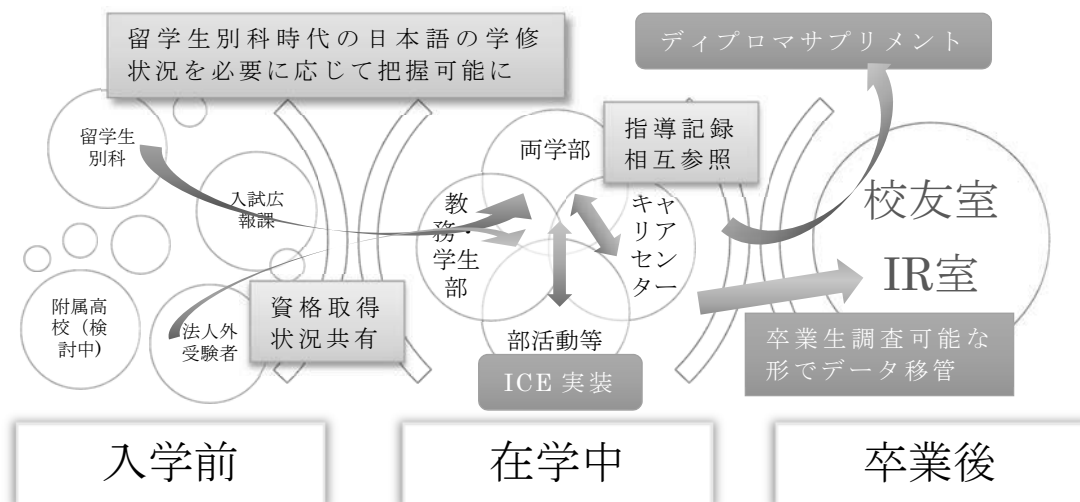 留学生別科時代の日本語の学修
状況を必要に応じて把握可能に
ディプロマサプリメント
留学生
別科
入試広
報課
附属高
校（検
討中）
法人外
受験者
資格取得
状況共有
両学部
指導記録
相互参照
教
務・
学生
部
キャ
リア
セン
ター
部活動等
ICE 実装
校友室
IR室
卒業生調査可能な
形でデータ移管
入学前
在学中
卒業後